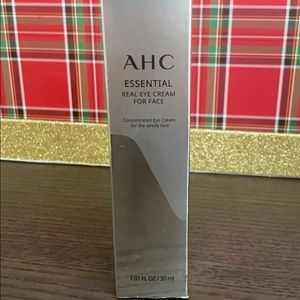 AHC
ESSENTIAL
REAL EYE CREAM
FOR FACE
Concentrated Eye Cream
for the whole face
1.01 FL OZ / 30 ml